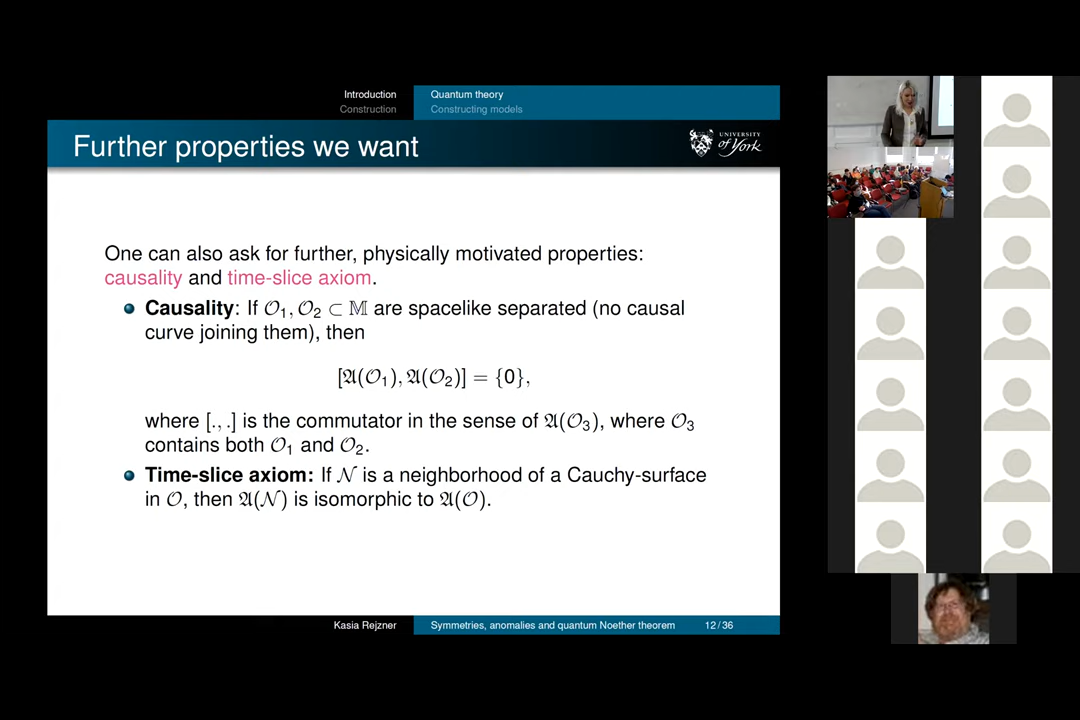 Introduction
Construction
Quantum theory
Constructing models
Further properties we want
UNIVERSITY
of York
One can also ask for further, physically motivated properties:
causality and time-slice axiom.
Causality: If 𝒪₁, 𝒪₂ ⊂ 𝕄 are spacelike separated (no causal
curve joining them), then
[𝔄(𝒪₁), 𝔄(𝒪₂)] = {0},
where [., .] is the commutator in the sense of 𝔄(𝒪₃), where 𝒪₃
contains both 𝒪₁ and 𝒪₂.
Time-slice axiom: If 𝒩 is a neighborhood of a Cauchy-surface
in 𝒪, then 𝔄(𝒩) is isomorphic to 𝔄(𝒪).
Kasia Rejzner
Symmetries, anomalies and quantum Noether theorem
12/36